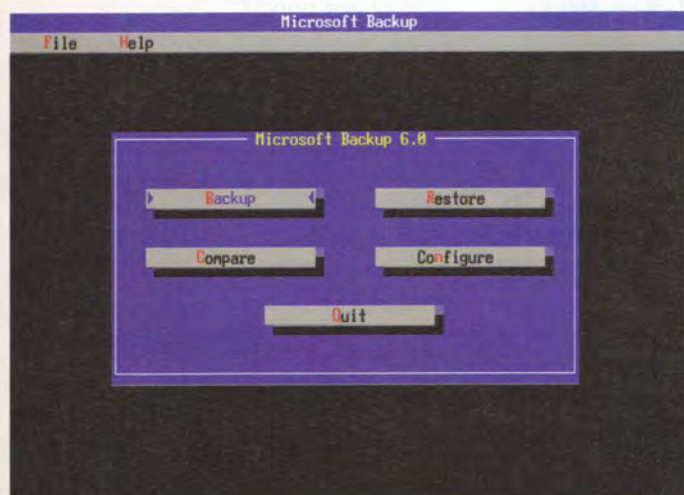 Microsoft Backup
File Help
Microsoft Backup 6.0
Backup
Restore
Compare
Configure
Quit